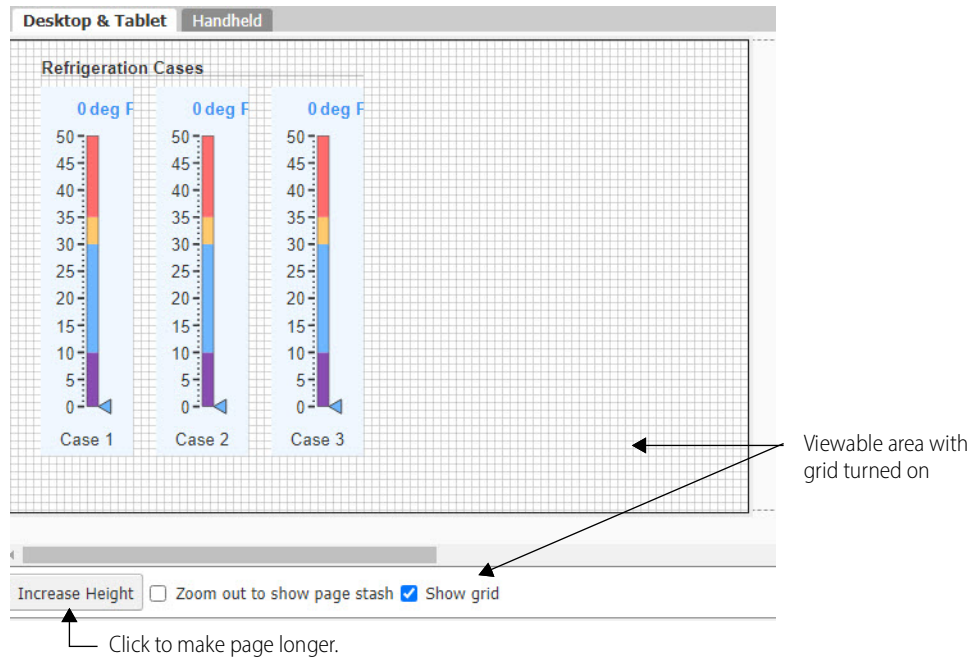 Desktop & Tablet Handheld
Refrigeration Cases
0 deg F 0 deg F 0 deg F
50 50 50
45 45 45
40 40 40
35 35 35
30 30 30
25 25 25
20 20 20
15 15 15
10 10 10
5 5 5
0 0 0
Case 1 Case 2 Case 3
Viewable area with
grid turned on
Increase Height Zoom out to show page stash Show grid
Click to make page longer.